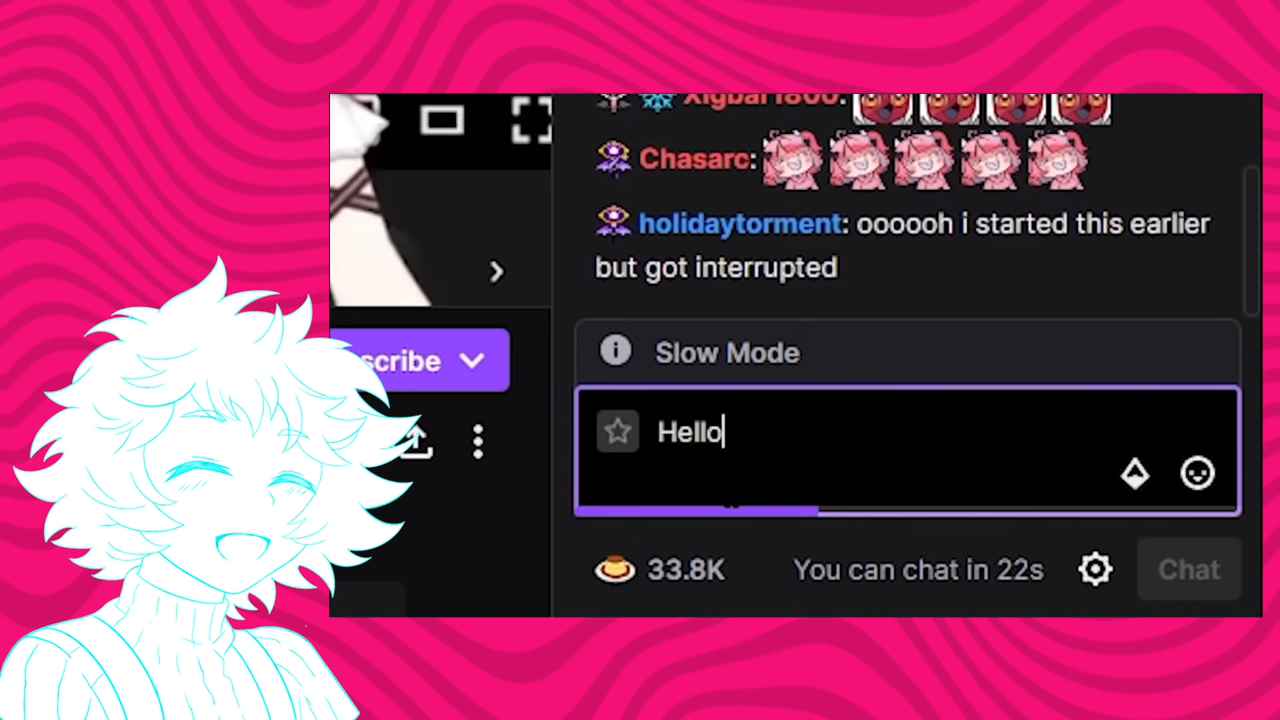 Xigbar1800:
Chasarc:
holidaytorment: oooooh i started this earlier
but got interrupted
scribe
Slow Mode
Hello
33.8K
You can chat in 22s
Chat